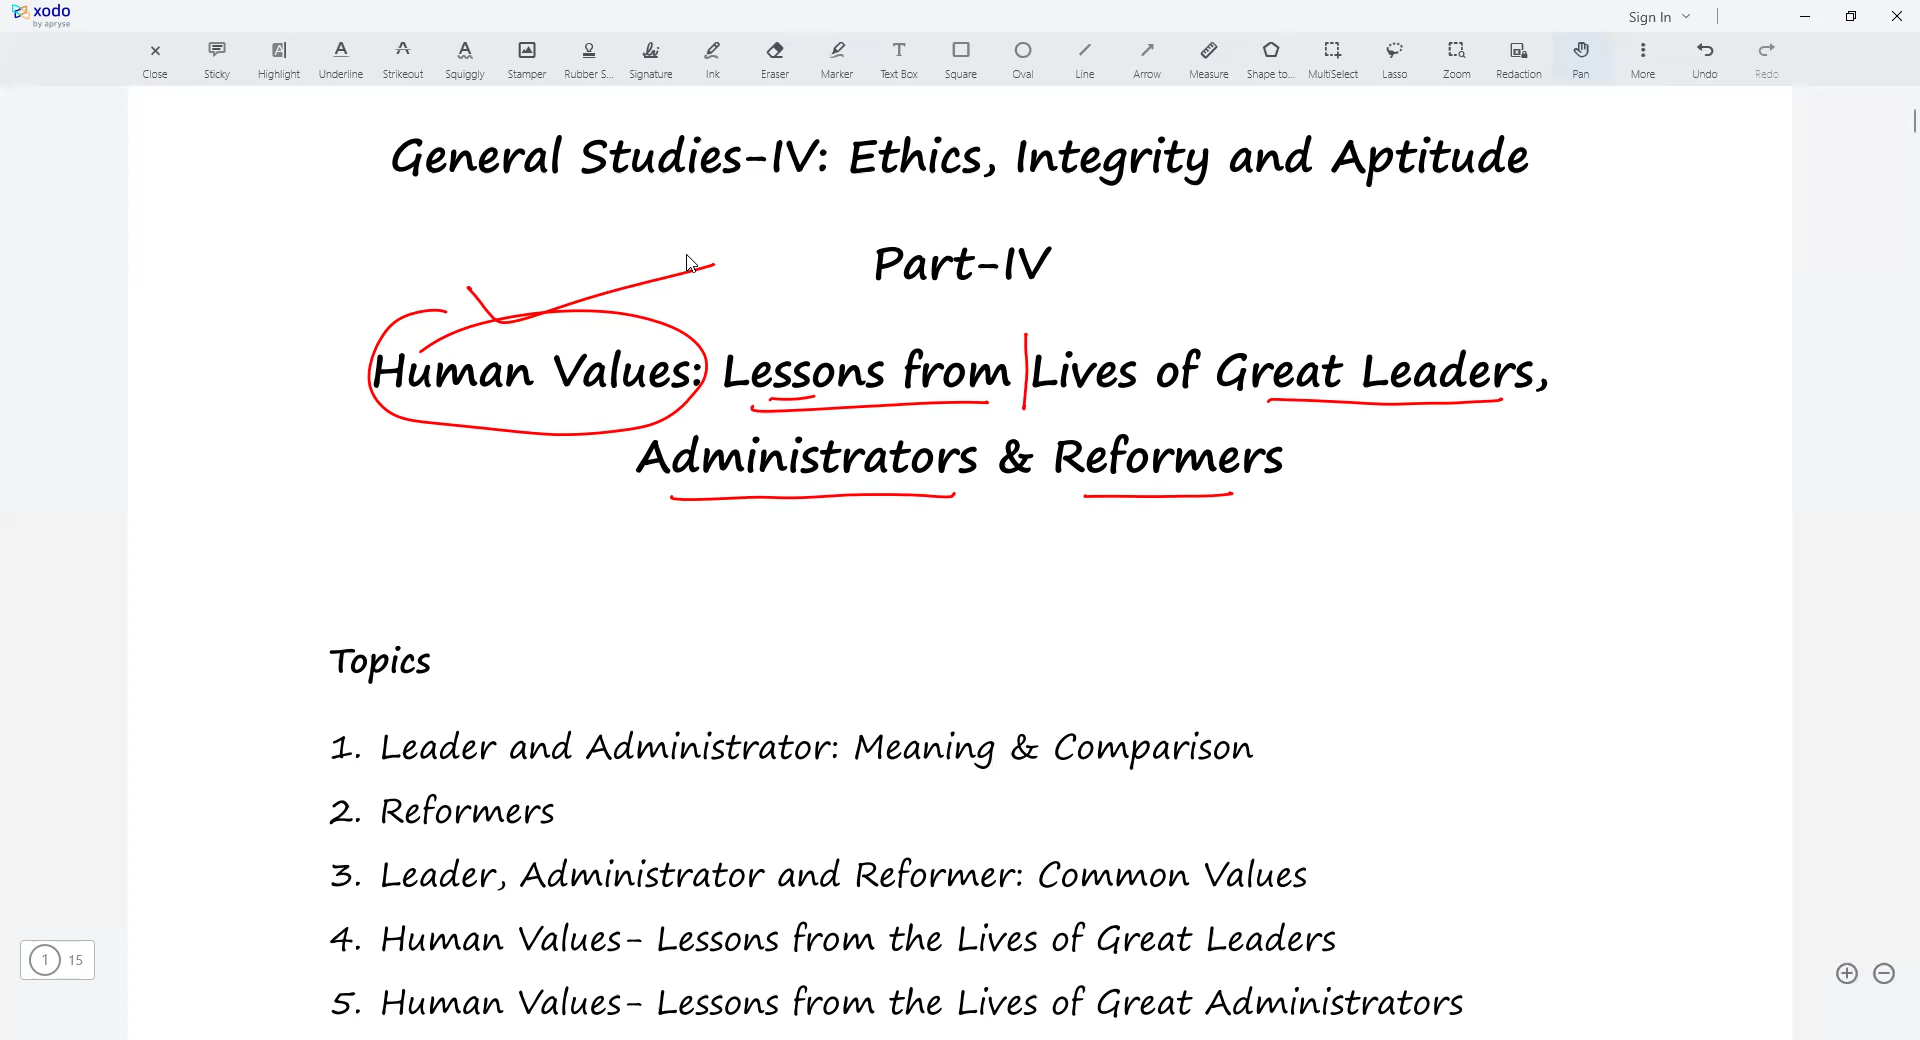 xodo
by apryse
Sign In
Close Sticky Highlight Underline Strikeout Squiggly Stamper Rubber S... Signature Ink Eraser Marker Text Box Square Oval Line Arrow Measure Shape to... MultiSelect Lasso Zoom Redaction Pan More Undo Redo
General Studies-IV: Ethics, Integrity and Aptitude
Part-IV
Human Values: Lessons from Lives of Great Leaders,
Administrators & Reformers
Topics
1. Leader and Administrator: Meaning & Comparison
2. Reformers
3. Leader, Administrator and Reformer: Common Values
4. Human Values- Lessons from the Lives of Great Leaders
1 15
5. Human Values- Lessons from the Lives of Great Administrators